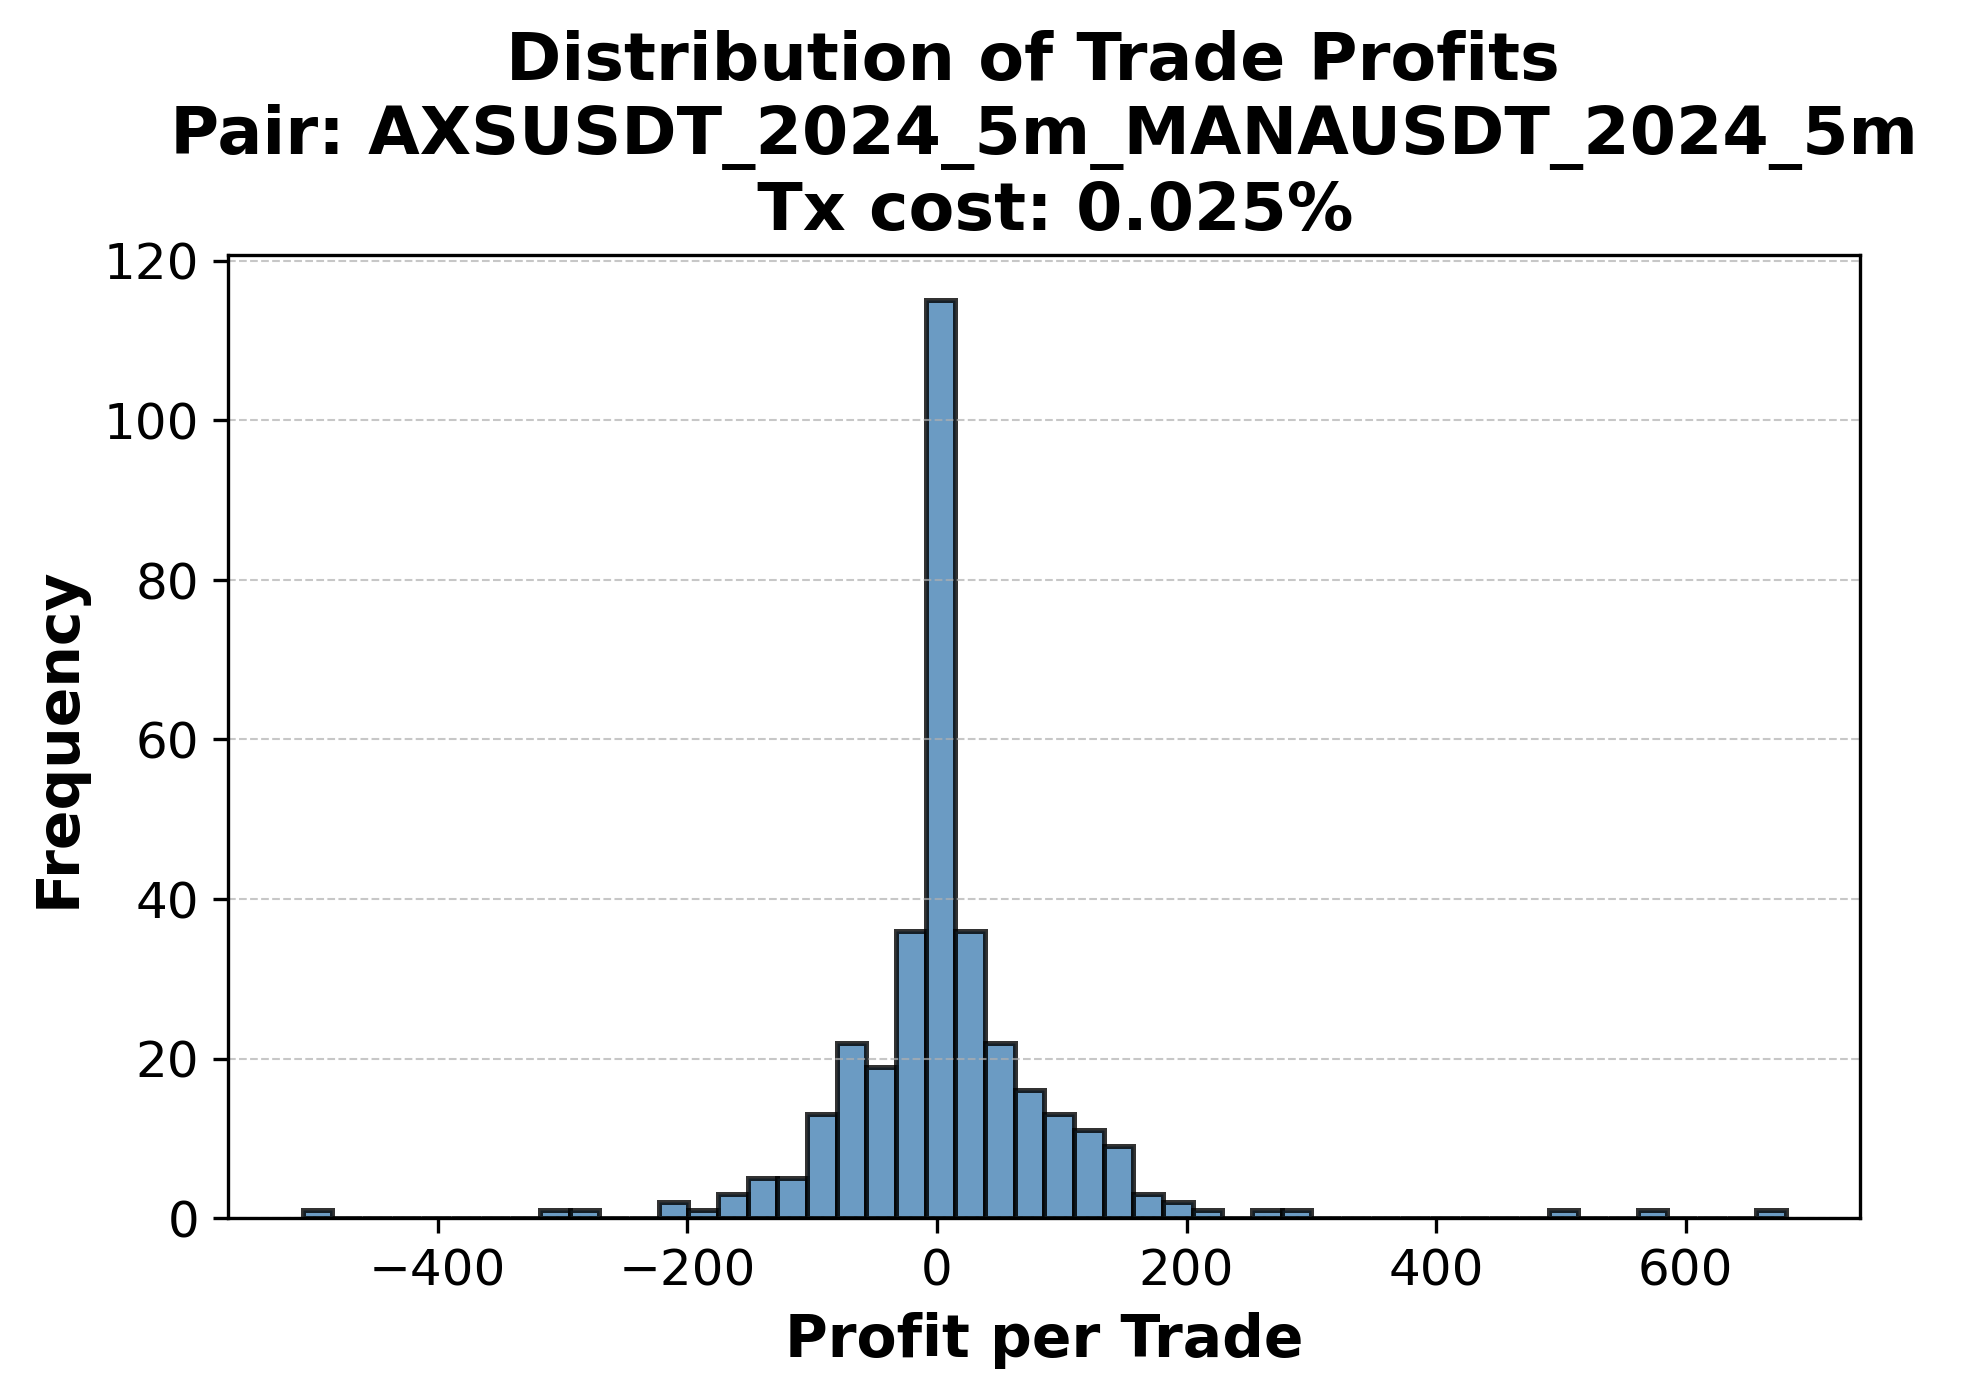 Distribution of Trade Profits
Pair: AXSUSDT_2024_5m_MANAUSDT_2024_5m
Tx cost: 0.025%
120
100
80
60
40
20
0
Frequency
−400
−200
0
200
400
600
Profit per Trade